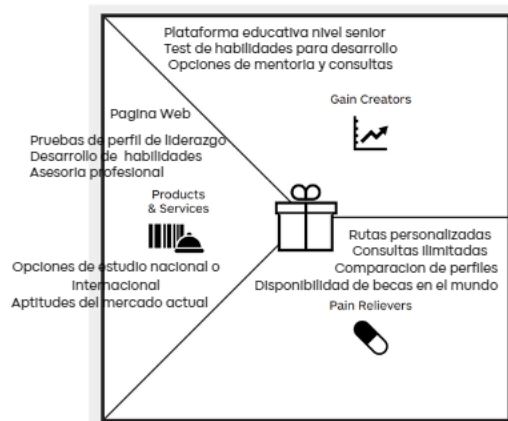 Plataforma educativa nivel senior
Test de habilidades para desarrollo
Opciones de mentoria y consultas
Gain Creators
Pagina Web
Pruebas de perfil de liderazgo
Desarrollo de habilidades
Asesoria profesional
Products
& Services
Opciones de estudio nacional o
Internacional
Aptitudes del mercado actual
Rutas personalizadas
Consultas ilimitadas
Comparacion de perfiles
Disponibilidad de becas en el mundo
Pain Relievers